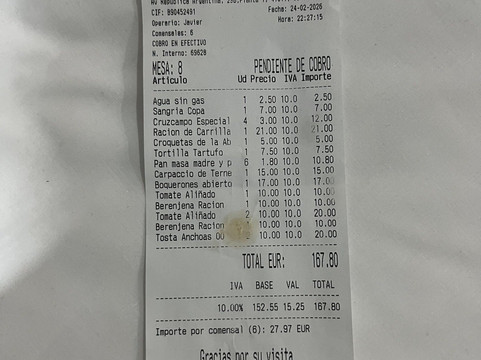 Av República Argentina, 25
CIF: B90452491 Fecha: 24-02-2026
Operario: Javier Hora: 22:27:15
Comensales: 6
COBRO EN EFECTIVO
N. Interno: 69628
MESA: 8 PENDIENTE DE COBRO
Artículo Ud Precio IVA Importe
Agua sin gas 1 2.50 10.0 2.50
Sangria Copa 1 7.00 10.0 7.00
Cruzcampo Especial 4 3.00 10.0 12.00
Racion de Carrilla 1 21.00 10.0 21.00
Croquetas de la Ab 1 5.00 10.0 5.00
Tortilla Tartufo 1 7.50 10.0 7.50
Pan masa madre y p 6 1.80 10.0 10.80
Carpaccio de Terne 1 15.00 10.0 15.00
Boquerones abierto 1 17.00 10.0 17.00
Tomate Aliñado 1 10.00 10.0 10.00
Berenjena Racion 1 10.00 10.0 10.00
Tomate Aliñado 2 10.00 10.0 20.00
Berenjena Racion 10.00 10.0 10.00
Tosta Anchoas 00 2 10.00 10.0 20.00
TOTAL EUR: 167.80
IVA BASE VAL TOTAL
10.00% 152.55 15.25 167.80
Importe por comensal (6): 27.97 EUR
Gracias por su visita